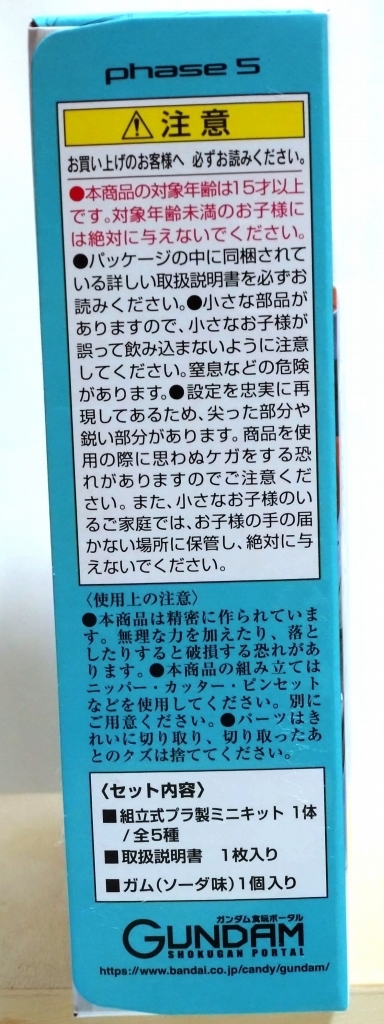 phase 5
注意
お買い上げのお客様へ 必ずお読みください。
●本商品の対象年齢は15才以上
です。対象年齢未満のお子様に
は絶対に与えないでください。
●パッケージの中に同梱されて
いる詳しい取扱説明書を必ずお
読みください。●小さな部品が
ありますので、小さなお子様が
誤って飲み込まないように注意
してください。窒息などの危険
があります。●設定を忠実に再
現してあるため、尖った部分や
鋭い部分があります。商品を使
用の際に思わぬケガをする恐
れがありますのでご注意くだ
さい。また、小さなお子様のい
るご家庭では、お子様の手の届
かない場所に保管し、絶対に与
えないでください。
〈使用上の注意〉
●本商品は精密に作られていま
す。無理な力を加えたり、落と
したりすると破損する恐れがあ
ります。●本商品の組み立ては
ニッパー・カッター・ピンセット
などを使用してください。別に
ご用意ください。●パーツはき
れいに切り取り、切り取ったあ
とのクズは捨ててください。
〈セット内容〉
■組立式プラ製ミニキット 1体
/全5種
■取扱説明書 1枚入り
■ガム(ソーダ味)1個入り
ガンダム食玩ポータル
GUNDAM
SHOKUGAN PORTAL
https://www.bandai.co.jp/candy/gundam/